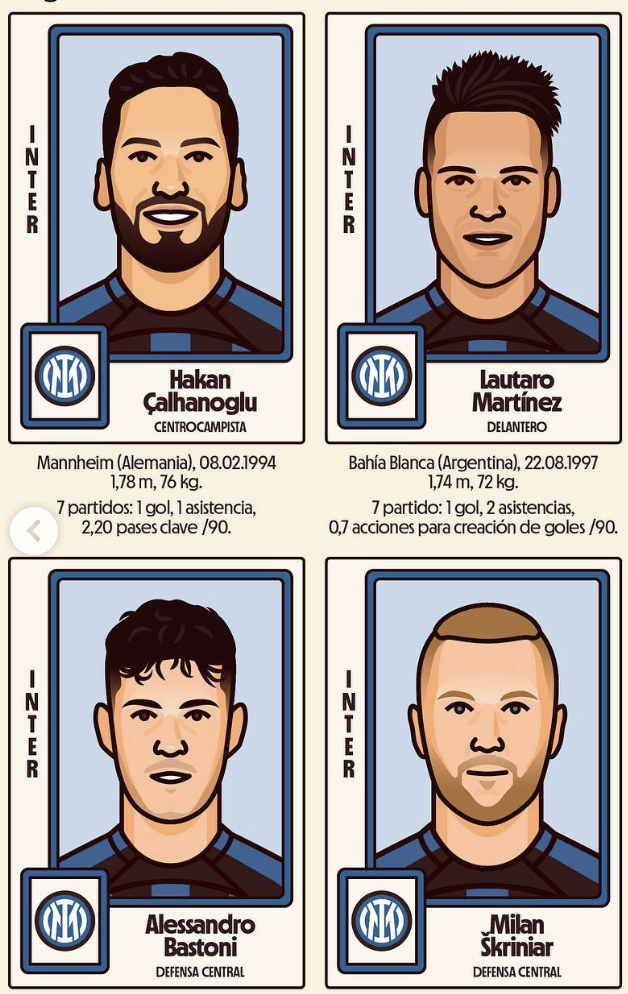 INTER
Hakan
Çalhanoglu
CENTROCAMPISTA
Mannheim (Alemania), 08.02.1994
1,78 m, 76 kg.
7 partidos: 1 gol, 1 asistencia,
2,20 pases clave /90.
INTER
Lautaro
Martínez
DELANTERO
Bahía Blanca (Argentina), 22.08.1997
1,74 m, 72 kg.
7 partido: 1 gol, 2 asistencias,
0,7 acciones para creación de goles /90.
INTER
Alessandro
Bastoni
DEFENSA CENTRAL
INTER
Milan
Škriniar
DEFENSA CENTRAL